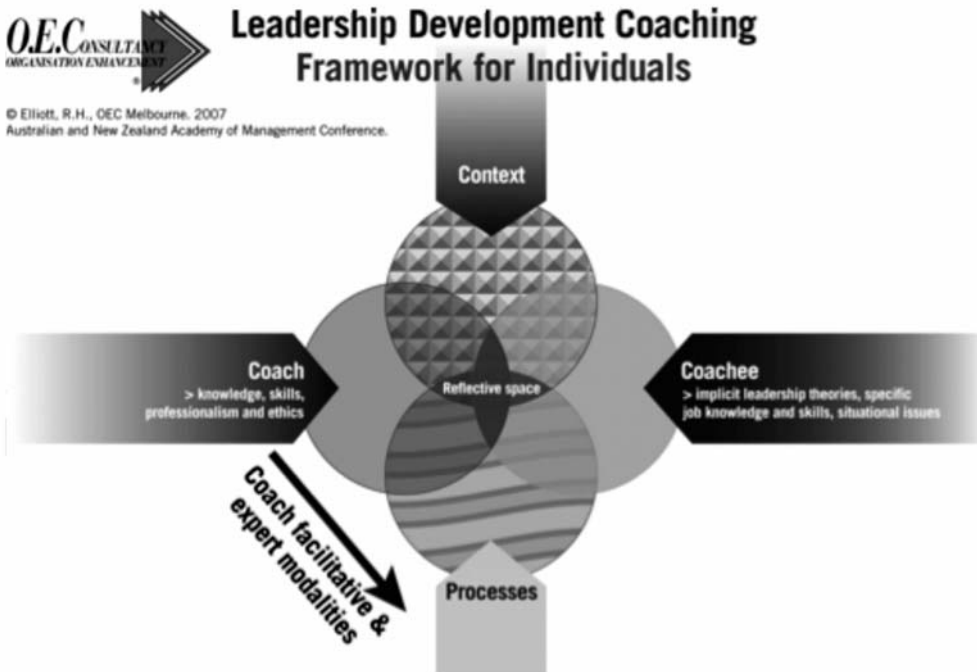 O.E.CONSULTANCY
ORGANISATION ENHANCEMENT
®
Leadership Development Coaching
Framework for Individuals
© Elliott, R.H., OEC Melbourne. 2007
Australian and New Zealand Academy of Management Conference.
Context
Coach
> knowledge, skills,
professionalism and ethics
Reflective space
Coachee
> implicit leadership theories, specific
job knowledge and skills, situational issues
Coach facilitative &
expert modalities
Processes